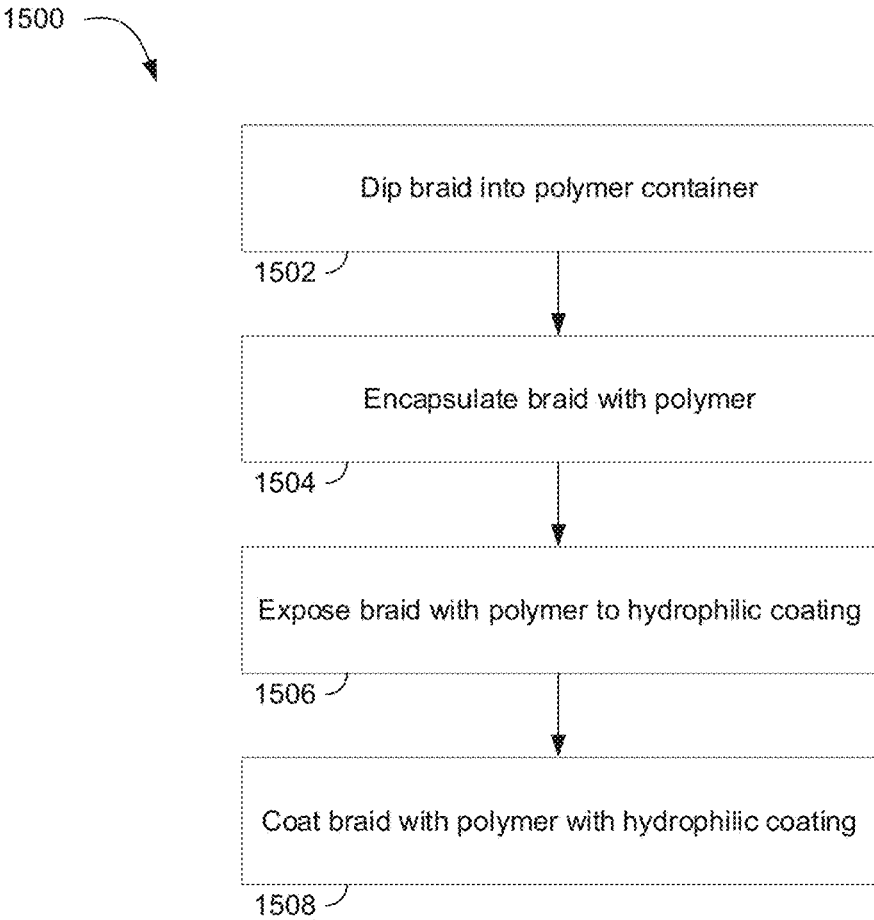 1500
Dip braid into polymer container
1502
Encapsulate braid with polymer
1504
Expose braid with polymer to hydrophilic coating
1506
Coat braid with polymer with hydrophilic coating
1508